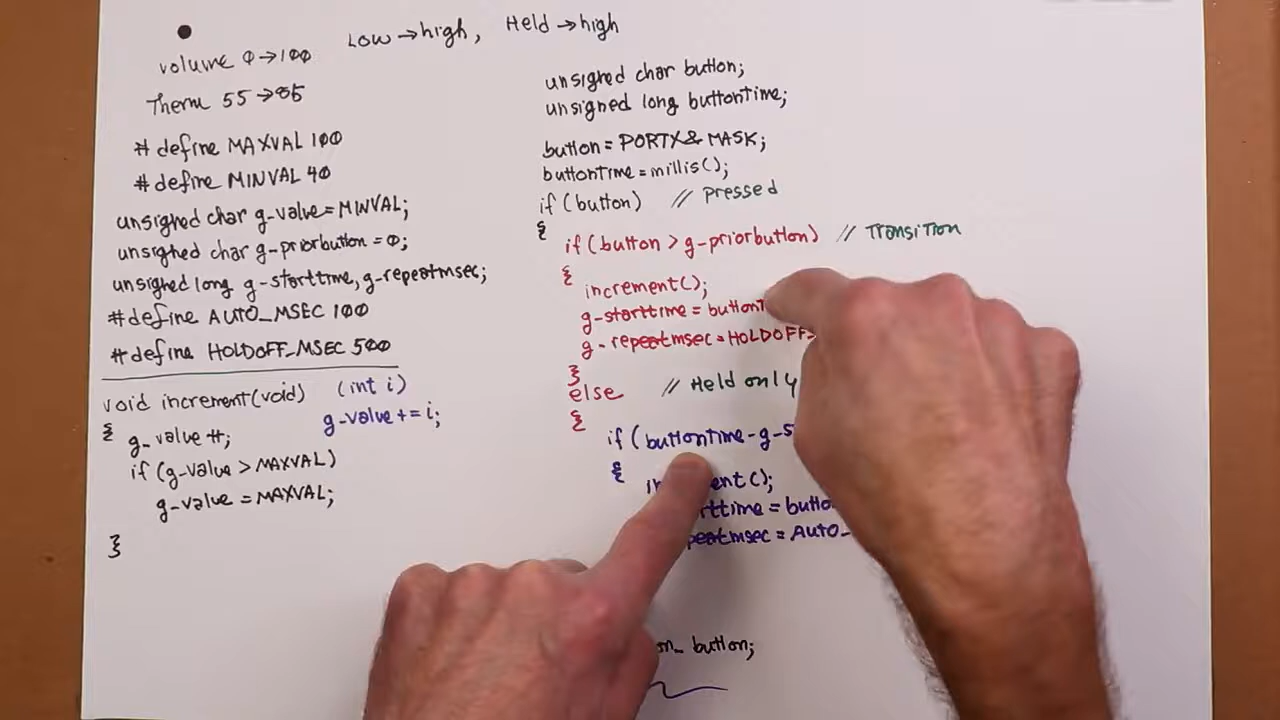 Low→high, Held→high
volume 0→100
Therm 55→85
#define MAXVAL 100
#define MINVAL 40
unsigned char g-value=MINVAL;
unsigned char g-priorbutton=0;
unsigned long g-starttime, g-repeatmsec;
#define AUTO_MSEC 100
#define HOLDOFF_MSEC 500
void increment(void) (int i)
{ g-value++; g-value+=i;
if (g-value > MAXVAL)
g-value = MAXVAL;
}
unsigned char button;
unsigned long buttontime;
button = PORTX & MASK;
buttontime = millis();
if (button) // Pressed
{
if (button > g-priorbutton) // Transition
{
increment();
g-starttime =
g-repeatmsec = HOLDOFF
}
else // Held only
{
if (buttontime - g-s
{
();
= butto
= AUTO_
button;